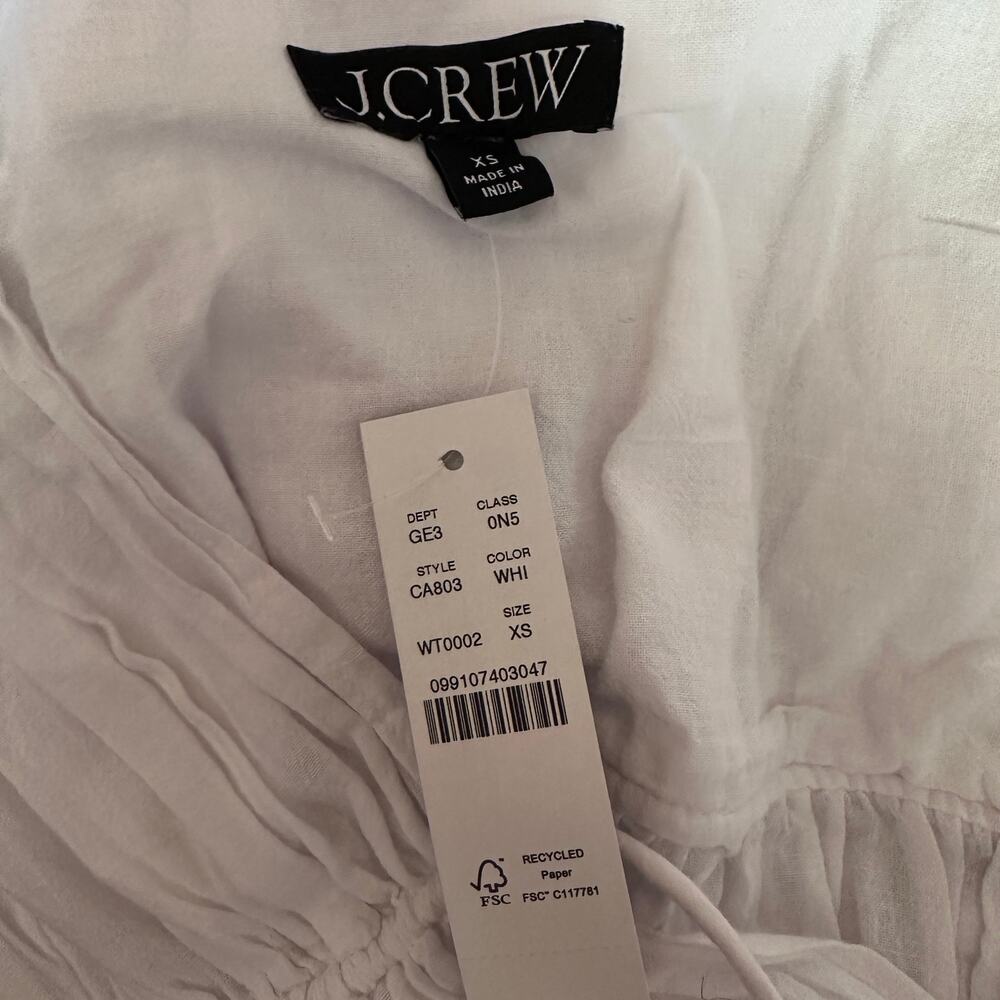 J.CREW
XS
MADE IN
INDIA
DEPT CLASS
GE3 0N5
STYLE COLOR
CA803 WHI
SIZE
WT0002 XS
099107403047
RECYCLED
Paper
FSC FSC™ C117781